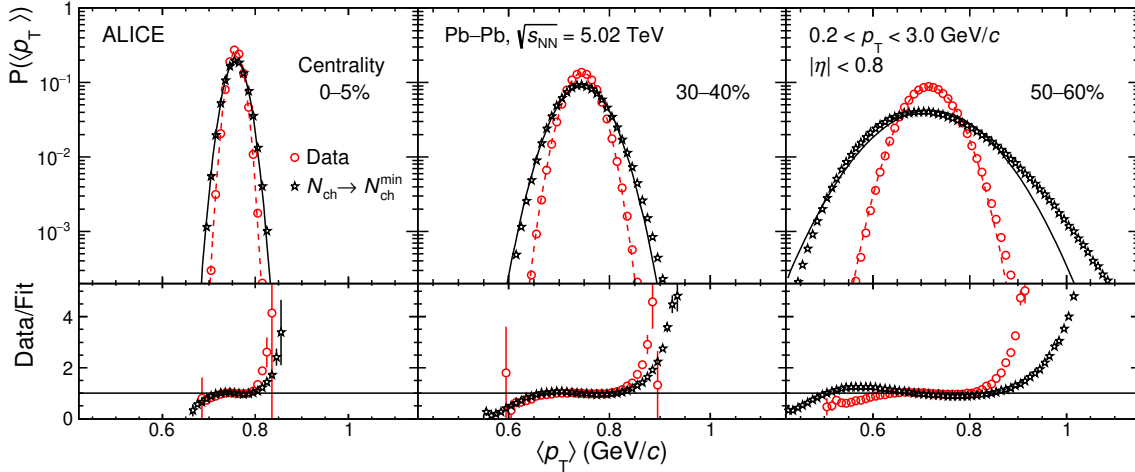 P(⟨p_T⟩)
1
10⁻¹
10⁻²
10⁻³
ALICE
Centrality
0–5%
Data
N_ch → N_ch^min
Pb–Pb, √s_NN = 5.02 TeV
30–40%
0.2 < p_T < 3.0 GeV/c
|η| < 0.8
50–60%
Data/Fit
4
2
0
0.6 0.8 1
0.6 0.8 1
0.6 0.8 1
⟨p_T⟩ (GeV/c)